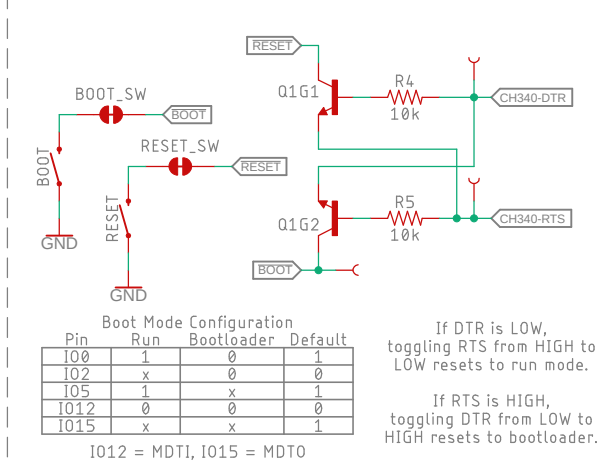 RESET
Q1G1
R4
10k
CH340-DTR
BOOT_SW
BOOT
RESET_SW
RESET
BOOT
GND
RESET
GND
R5
10k
CH340-RTS
Q1G2
BOOT
Boot Mode Configuration
Pin Run Bootloader Default
IO0 1 0 1
IO2 x 0 0
IO5 1 x 1
IO12 0 0 0
IO15 x x 1
IO12 = MDTI, IO15 = MDTO
If DTR is LOW,
toggling RTS from HIGH to
LOW resets to run mode.
If RTS is HIGH,
toggling DTR from LOW to
HIGH resets to bootloader.